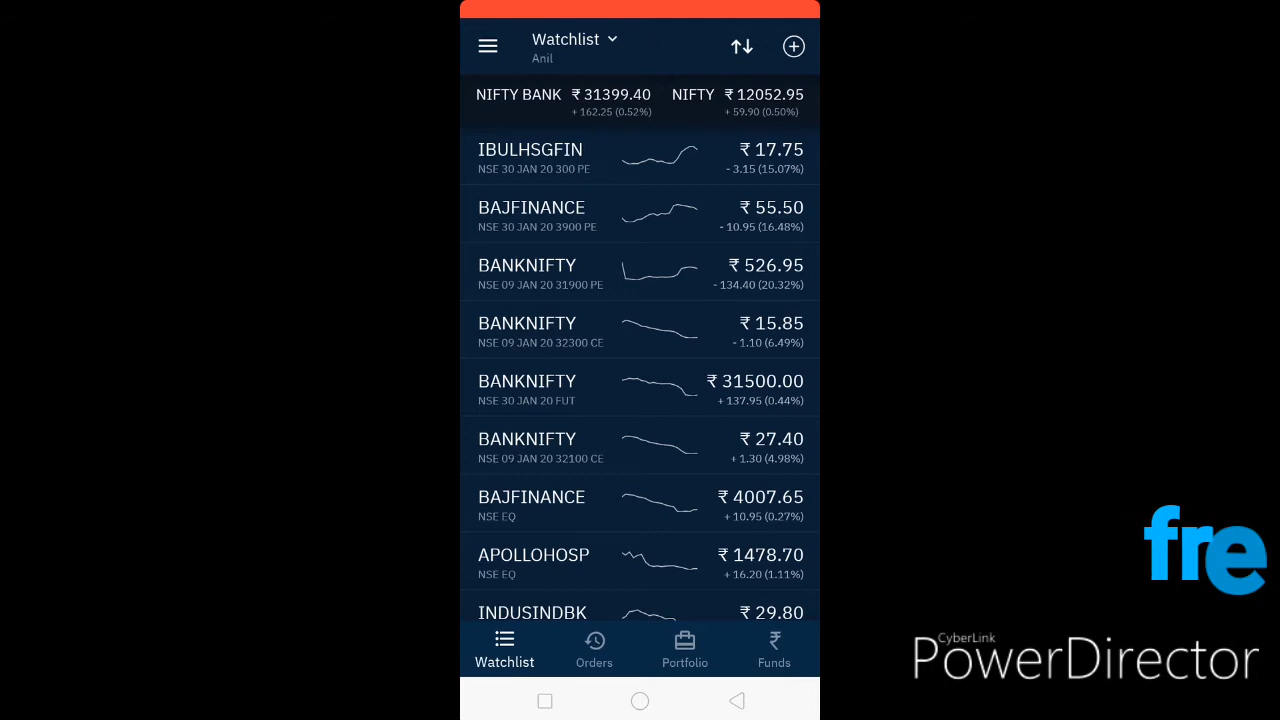 Watchlist
Anil
NIFTY BANK ₹ 31399.40 NIFTY ₹ 12052.95
+ 162.25 (0.52%) + 59.90 (0.50%)
IBULHSGFIN ₹ 17.75
NSE 30 JAN 20 300 PE - 3.15 (15.07%)
BAJFINANCE ₹ 55.50
NSE 30 JAN 20 3900 PE - 10.95 (16.48%)
BANKNIFTY ₹ 526.95
NSE 09 JAN 20 31900 PE - 134.40 (20.32%)
BANKNIFTY ₹ 15.85
NSE 09 JAN 20 32300 CE - 1.10 (6.49%)
BANKNIFTY ₹ 31500.00
NSE 30 JAN 20 FUT + 137.95 (0.44%)
BANKNIFTY ₹ 27.40
NSE 09 JAN 20 32100 CE + 1.30 (4.98%)
BAJFINANCE ₹ 4007.65
NSE EQ + 10.95 (0.27%)
APOLLOHOSP ₹ 1478.70
NSE EQ + 16.20 (1.11%)
INDUSINDBK ₹ 29.80
Watchlist Orders Portfolio Funds
fre
CyberLink
PowerDirector